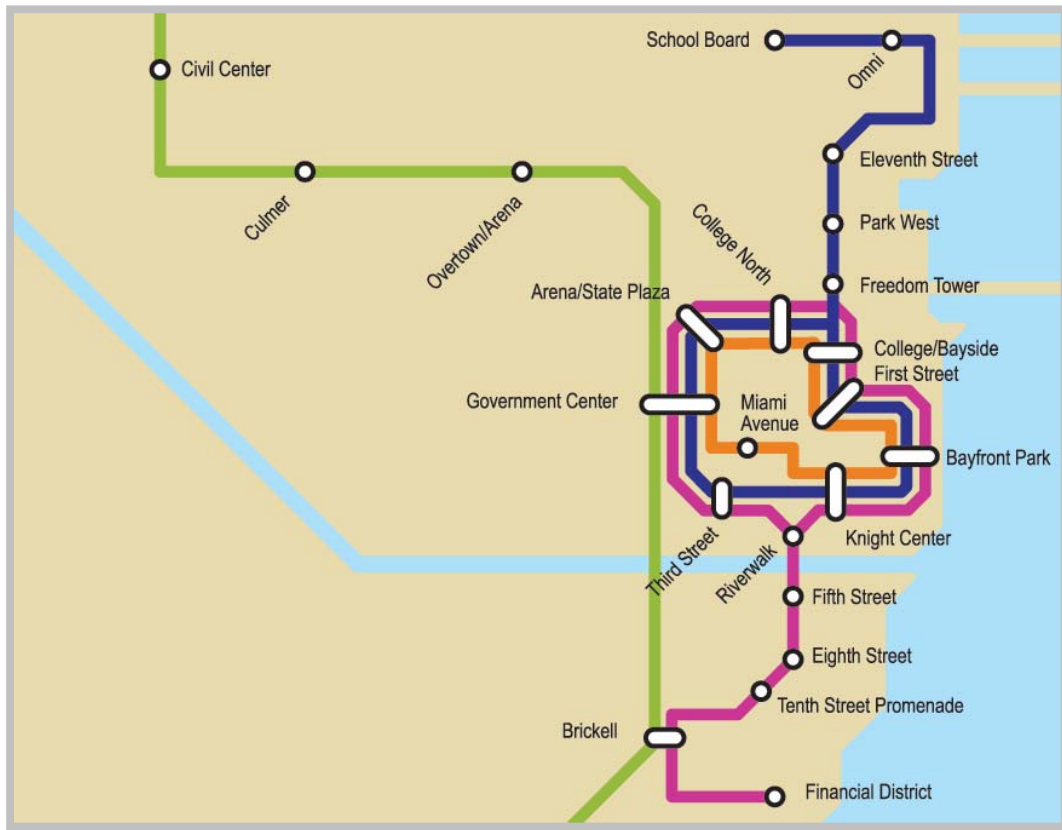 School Board
Omni
Civil Center
Eleventh Street
Culmer
Overtown/Arena
College North
Park West
Arena/State Plaza
Freedom Tower
College/Bayside
First Street
Government Center
Miami
Avenue
Bayfront Park
Third Street
Riverwalk
Knight Center
Fifth Street
Eighth Street
Tenth Street Promenade
Brickell
Financial District